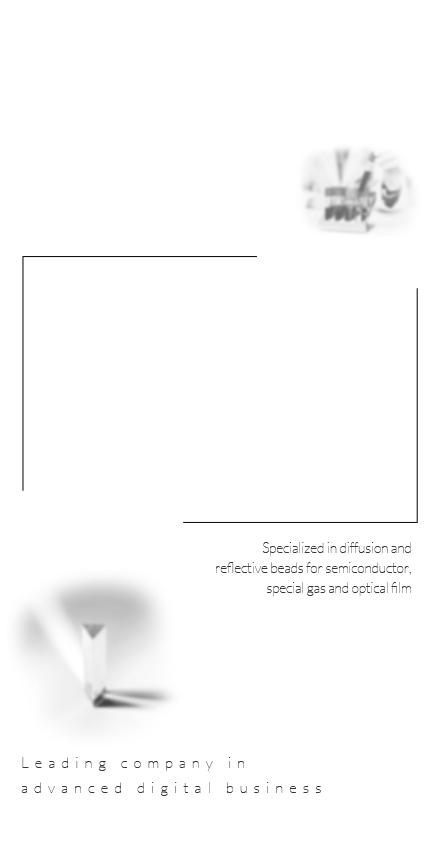 Specialized in diffusion and
reflective beads for semiconductor,
special gas and optical film
Leading company in
advanced digital business